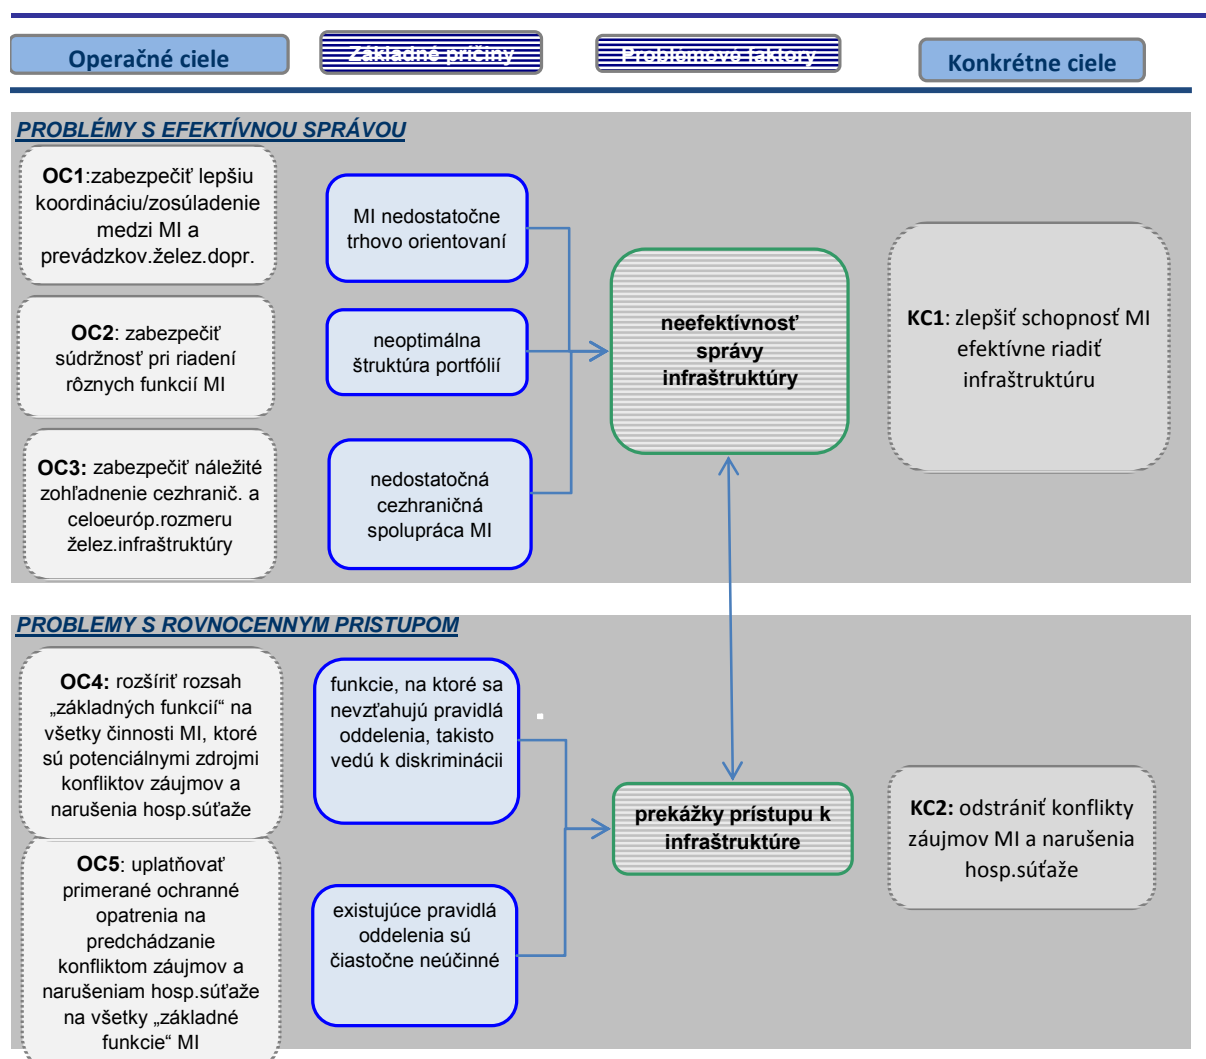 Operačné ciele
Základné príčiny
Problémové faktory
Konkrétne ciele
PROBLÉMY S EFEKTÍVNOU SPRÁVOU
OC1:zabezpečiť lepšiu
koordináciu/zosúladenie
medzi MI a
prevádzkov.želez.dopr.
OC2: zabezpečiť
súdržnosť pri riadení
rôznych funkcií MI
OC3: zabezpečiť náležité
zohľadnenie cezhranič. a
celoeuróp.rozmeru
želez.infraštruktúry
MI nedostatočne
trhovo orientovaní
neoptimálna
štruktúra portfólií
nedostatočná
cezhraničná
spolupráca MI
neefektívnosť
správy
infraštruktúry
KC1: zlepšiť schopnosť MI
efektívne riadiť
infraštruktúru
PROBLÉMY S ROVNOCENNÝM PRÍSTUPOM
OC4: rozšíriť rozsah
„základných funkcií“ na
všetky činnosti MI, ktoré
sú potenciálnymi zdrojmi
konfliktov záujmov a
narušenia hosp.súťaže
OC5: uplatňovať
primerané ochranné
opatrenia na
predchádzanie
konfliktom záujmov a
narušeniam hosp.súťaže
na všetky „základné
funkcie“ MI
funkcie, na ktoré sa
nevzťahujú pravidlá
oddelenia, takisto
vedú k diskriminácii
existujúce pravidlá
oddelenia sú
čiastočne neúčinné
prekážky prístupu k
infraštruktúre
KC2: odstrániť konflikty
záujmov MI a narušenia
hosp.súťaže